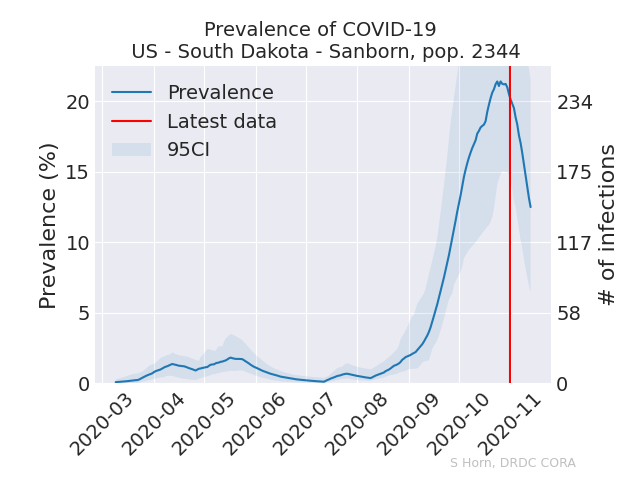 Prevalence of COVID-19
US - South Dakota - Sanborn, pop. 2344
Prevalence
Latest data
95CI
Prevalence (%)
20
15
10
5
0
234
175
117
58
0
# of infections
2020-03
2020-04
2020-05
2020-06
2020-07
2020-08
2020-09
2020-10
2020-11
S Horn, DRDC CORA